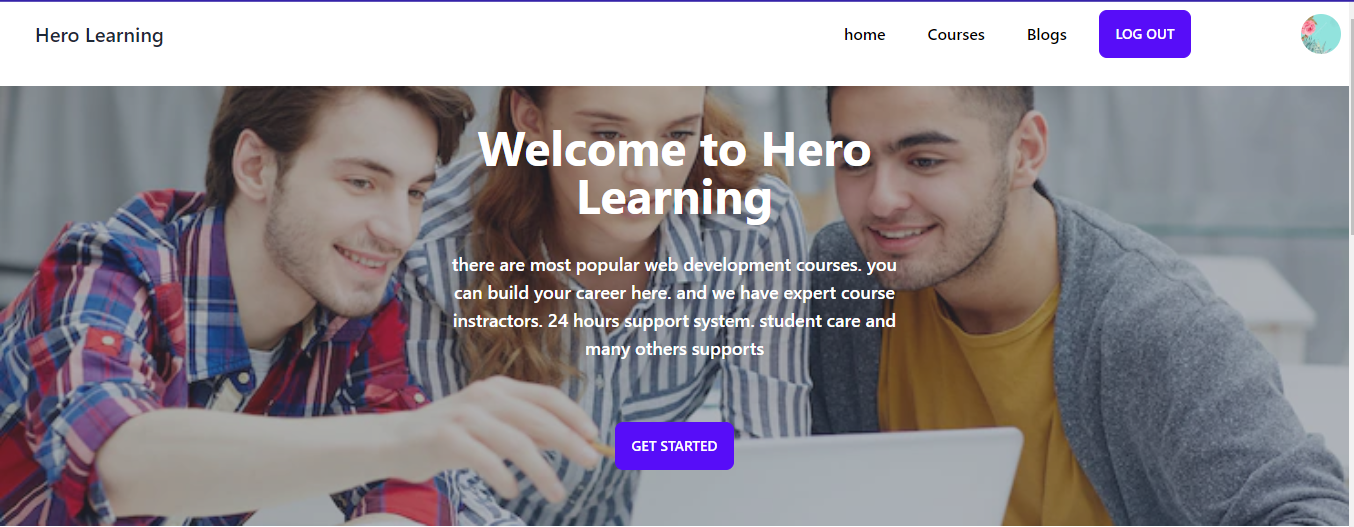 Hero Learning
home Courses Blogs LOG OUT
Welcome to Hero
Learning
there are most popular web development courses. you
can build your career here. and we have expert course
instractors. 24 hours support system. student care and
many others supports
GET STARTED